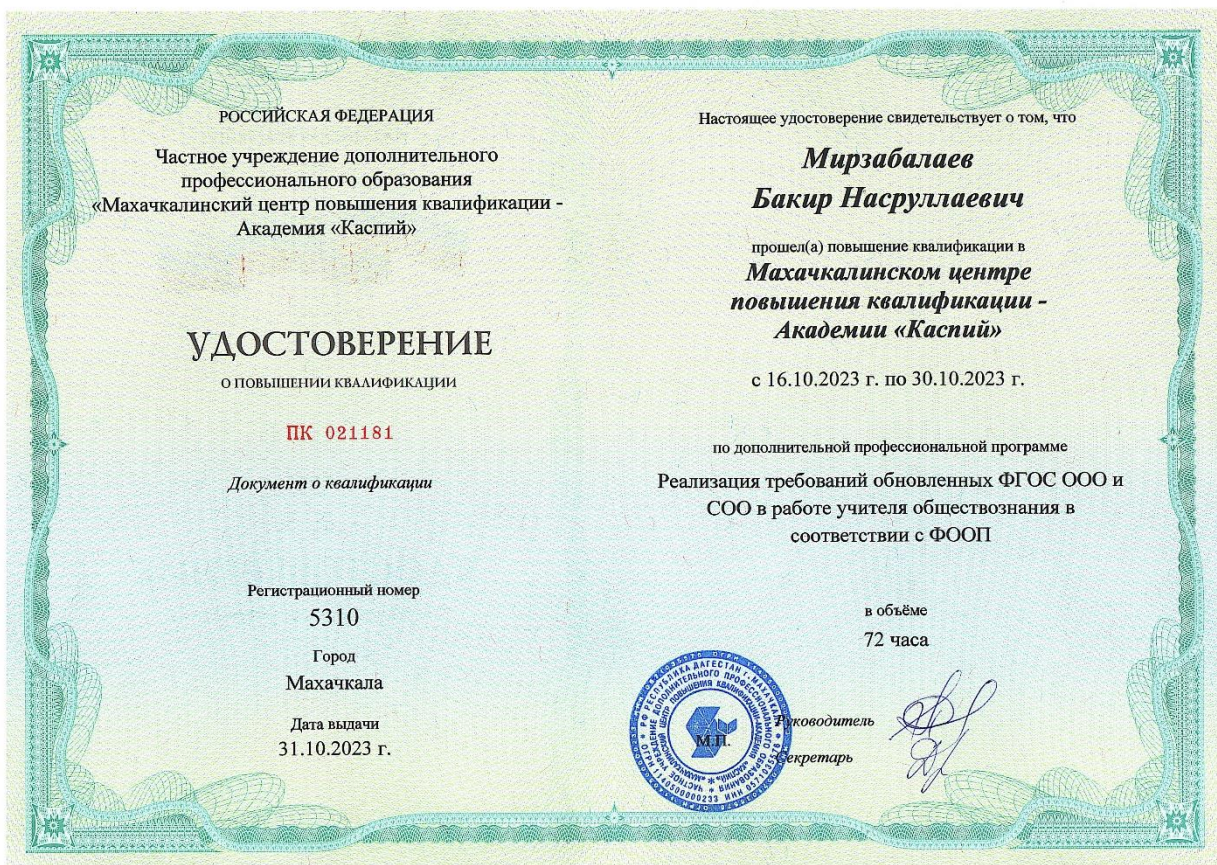 РОССИЙСКАЯ ФЕДЕРАЦИЯ
Частное учреждение дополнительного
профессионального образования
«Махачкалинский центр повышения квалификации -
Академия «Каспий»
УДОСТОВЕРЕНИЕ
О ПОВЫШЕНИИ КВАЛИФИКАЦИИ
ПК 021181
Документ о квалификации
Регистрационный номер
5310
Город
Махачкала
Дата выдачи
31.10.2023 г.
Настоящее удостоверение свидетельствует о том, что
Мирзабалаев
Бакир Насруллаевич
прошел(а) повышение квалификации в
Махачкалинском центре
повышения квалификации -
Академии «Каспий»
с 16.10.2023 г. по 30.10.2023 г.
по дополнительной профессиональной программе
Реализация требований обновленных ФГОС ООО и
СОО в работе учителя обществознания в
соответствии с ФООП
в объёме
72 часа
Руководитель
М.П.
Секретарь